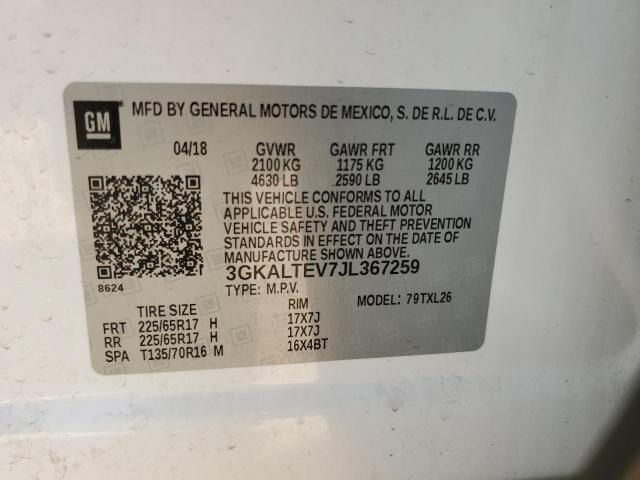 GM MFD BY GENERAL MOTORS DE MEXICO, S. DE R.L. DE C.V.
04/18 GVWR GAWR FRT GAWR RR
2100 KG 1175 KG 1200 KG
4630 LB 2590 LB 2645 LB
THIS VEHICLE CONFORMS TO ALL
APPLICABLE U.S. FEDERAL MOTOR
VEHICLE SAFETY AND THEFT PREVENTION
STANDARDS IN EFFECT ON THE DATE OF
MANUFACTURE SHOWN ABOVE.
3GKALTEV7JL367259
8624 TYPE: M.P.V. MODEL: 79TXL26
TIRE SIZE RIM
FRT 225/65R17 H 17X7J
RR 225/65R17 H 17X7J
SPA T135/70R16 M 16X4BT